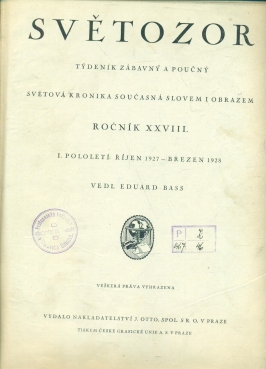 SVĚTOZOR
TÝDENÍK ZÁBAVNÝ A POUČNÝ
SVĚTOVÁ KRONIKA SOUČASNÁ SLOVEM I OBRAZEM
ROČNÍK XXVIII.
I. POLOLETÍ: ŘÍJEN 1927 – BŘEZEN 1928
VEDL EDUARD BASS
P
VEŠKERÁ PRÁVA VYHRAZENA
VYDALO NAKLADATELSTVÍ J. OTTO, SPOL. S R. O. V PRAZE
TISKEM ČESKÉ GRAFICKÉ UNIE A. S. V PRAZE